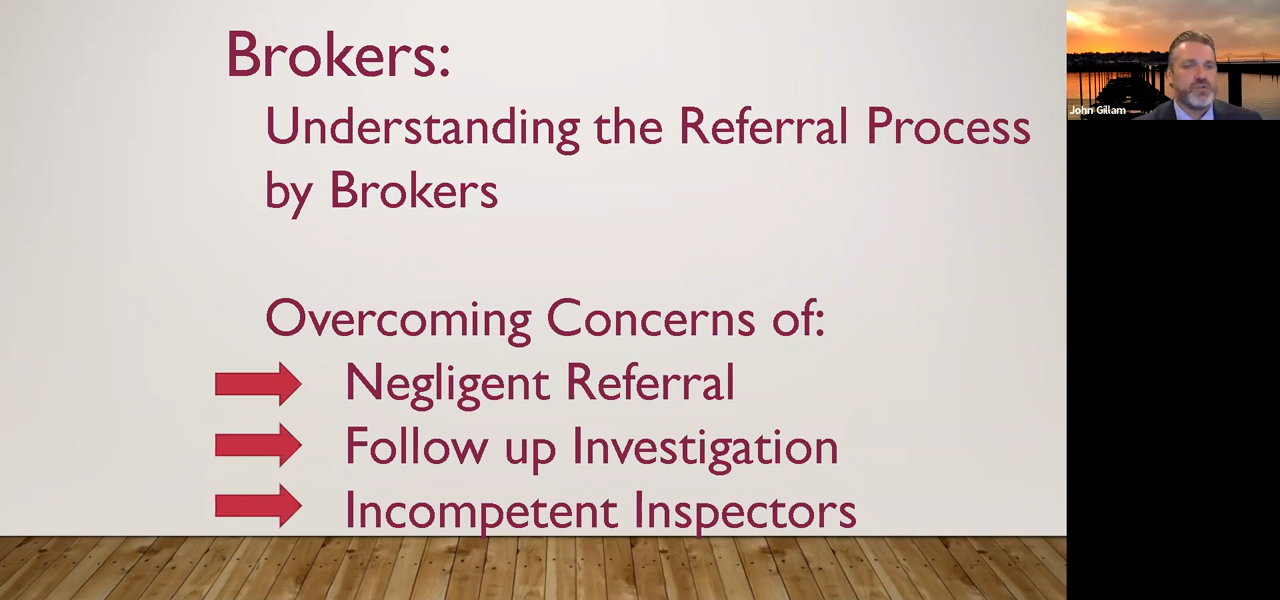 Brokers:
Understanding the Referral Process
by Brokers
Overcoming Concerns of:
Negligent Referral
Follow up Investigation
Incompetent Inspectors
John Gillam